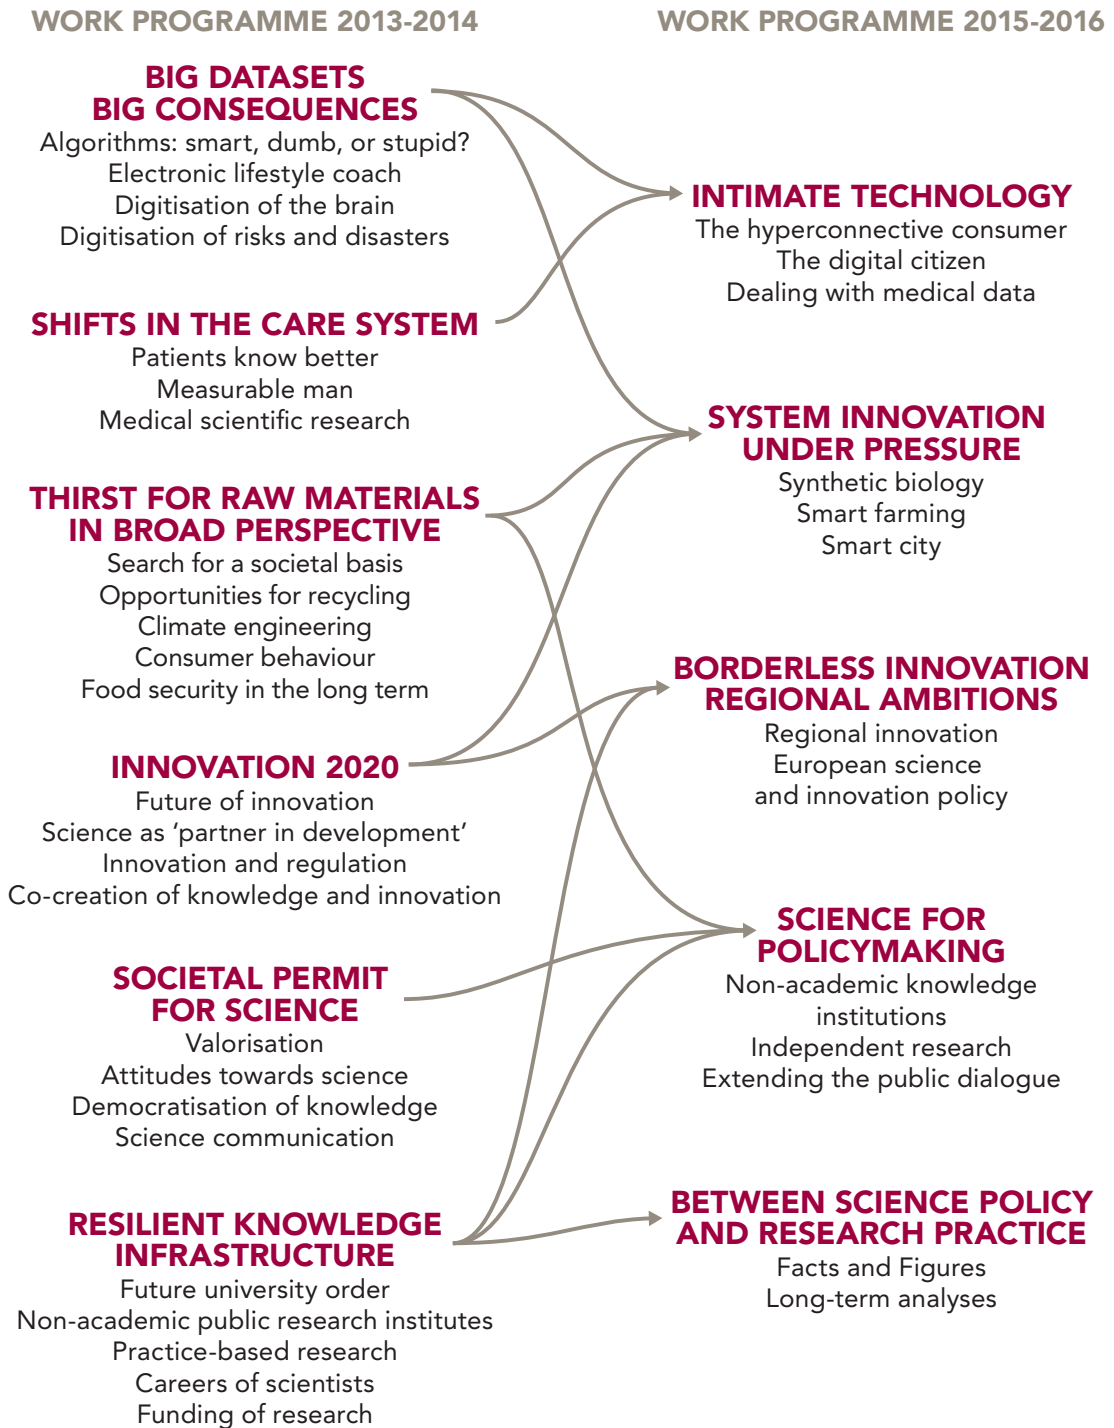 WORK PROGRAMME 2013-2014
BIG DATASETS
BIG CONSEQUENCES
Algorithms: smart, dumb, or stupid?
Electronic lifestyle coach
Digitisation of the brain
Digitisation of risks and disasters
SHIFTS IN THE CARE SYSTEM
Patients know better
Measurable man
Medical scientific research
THIRST FOR RAW MATERIALS
IN BROAD PERSPECTIVE
Search for a societal basis
Opportunities for recycling
Climate engineering
Consumer behaviour
Food security in the long term
INNOVATION 2020
Future of innovation
Science as ‘partner in development’
Innovation and regulation
Co-creation of knowledge and innovation
SOCIETAL PERMIT
FOR SCIENCE
Valorisation
Attitudes towards science
Democratisation of knowledge
Science communication
RESILIENT KNOWLEDGE
INFRASTRUCTURE
Future university order
Non-academic public research institutes
Practice-based research
Careers of scientists
Funding of research
WORK PROGRAMME 2015-2016
INTIMATE TECHNOLOGY
The hyperconnective consumer
The digital citizen
Dealing with medical data
SYSTEM INNOVATION
UNDER PRESSURE
Synthetic biology
Smart farming
Smart city
BORDERLESS INNOVATION
REGIONAL AMBITIONS
Regional innovation
European science
and innovation policy
SCIENCE FOR
POLICYMAKING
Non-academic knowledge
institutions
Independent research
Extending the public dialogue
BETWEEN SCIENCE POLICY
AND RESEARCH PRACTICE
Facts and Figures
Long-term analyses